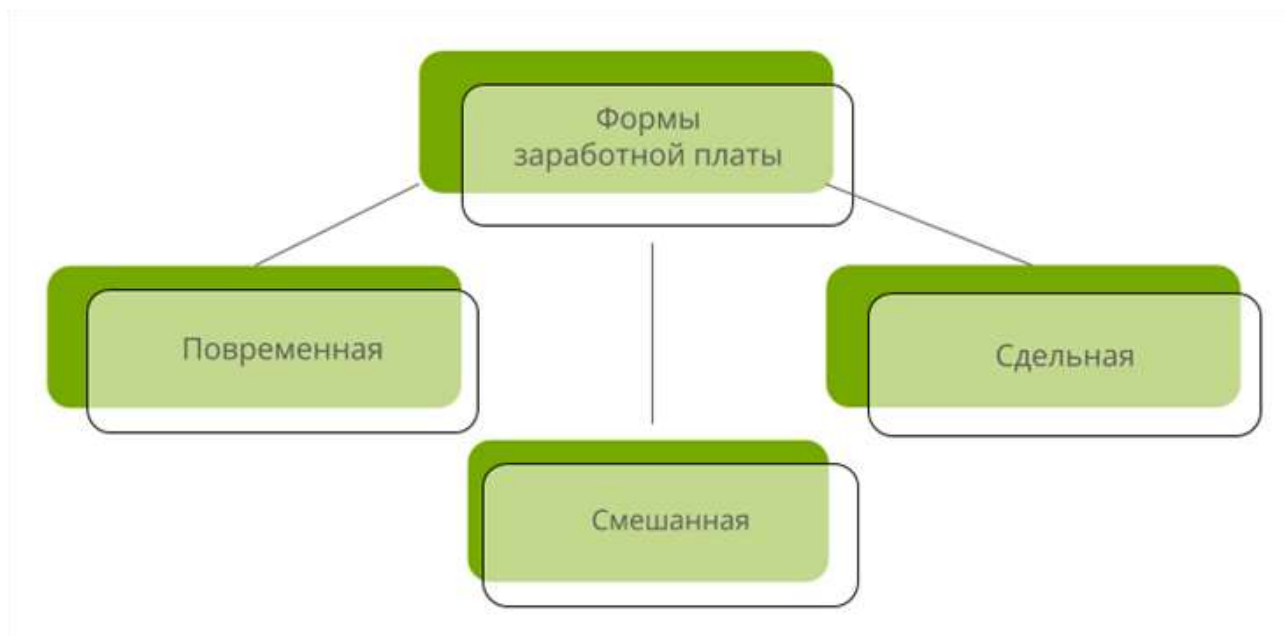 Формы
заработной платы
Повременная
Сдельная
Смешанная